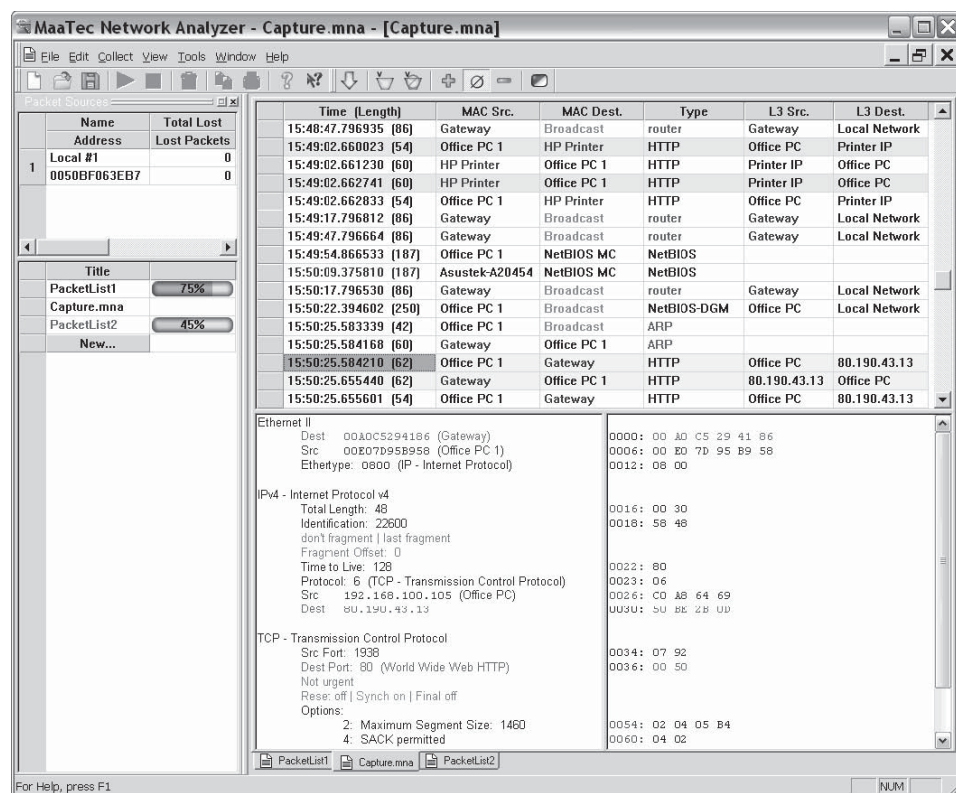 MaaTec Network Analyzer - Capture.mna - [Capture.mna]
File Edit Collect View Tools Window Help
Packet Sources
Name Total Lost
Address Lost Packets
1 Local #1 0
0050BF063EB7 0
Title
PacketList1 75%
Capture.mna
PacketList2 45%
New...
Time (Length) MAC Src. MAC Dest. Type L3 Src. L3 Dest.
15:48:47.796935 (86) Gateway Broadcast router Gateway Local Network
15:49:02.660023 (54) Office PC 1 HP Printer HTTP Office PC Printer IP
15:49:02.661230 (60) HP Printer Office PC 1 HTTP Printer IP Office PC
15:49:02.662741 (60) HP Printer Office PC 1 HTTP Printer IP Office PC
15:49:02.662833 (54) Office PC 1 HP Printer HTTP Office PC Printer IP
15:49:17.796812 (86) Gateway Broadcast router Gateway Local Network
15:49:47.796664 (86) Gateway Broadcast router Gateway Local Network
15:49:54.866533 (187) Office PC 1 NetBIOS MC NetBIOS
15:50:09.375810 (187) Asustek-A20454 NetBIOS MC NetBIOS
15:50:17.796530 (86) Gateway Broadcast router Gateway Local Network
15:50:22.394602 (250) Office PC 1 Broadcast NetBIOS-DGM Office PC Local Network
15:50:25.583339 (42) Office PC 1 Broadcast ARP
15:50:25.584168 (60) Gateway Office PC 1 ARP
15:50:25.584210 (62) Office PC 1 Gateway HTTP Office PC 80.190.43.13
15:50:25.655440 (62) Gateway Office PC 1 HTTP 80.190.43.13 Office PC
15:50:25.655601 (54) Office PC 1 Gateway HTTP Office PC 80.190.43.13
Ethernet II
Dest 00A0C5294186 (Gateway) 0000: 00 A0 C5 29 41 86
Src 00E07D95B958 (Office PC 1) 0006: 00 E0 7D 95 B9 58
Ethertype: 0800 (IP - Internet Protocol) 0012: 08 00
IPv4 - Internet Protocol v4
Total Length: 48 0016: 00 30
Identification: 22600 0018: 58 48
don't fragment | last fragment
Fragment Offset: 0
Time to Live: 128 0022: 80
Protocol: 6 (TCP - Transmission Control Protocol) 0023: 06
Src 192.168.100.105 (Office PC) 0026: C0 A8 64 69
Dest 80.190.43.13 0030: 50 BE 2B 0D
TCP - Transmission Control Protocol
Src Port: 1938 0034: 07 92
Dest Port: 80 (World Wide Web HTTP) 0036: 00 50
Not urgent
Reset off | Synch on | Final off
Options:
2: Maximum Segment Size: 1460 0054: 02 04 05 B4
4: SACK permitted 0060: 04 02
PacketList1 Capture.mna PacketList2
For Help, press F1 NUM